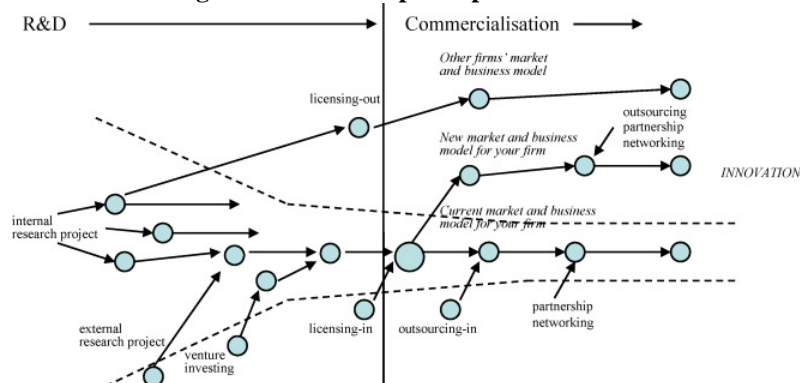 R&D
Commercialisation
Other firms' market
and business model
licensing-out
outsourcing
partnership
networking
New market and business
model for your firm
INNOVATION
Current market and business
model for your firm
internal
research project
external
research project
venture
investing
licensing-in
outsourcing-in
partnership
networking